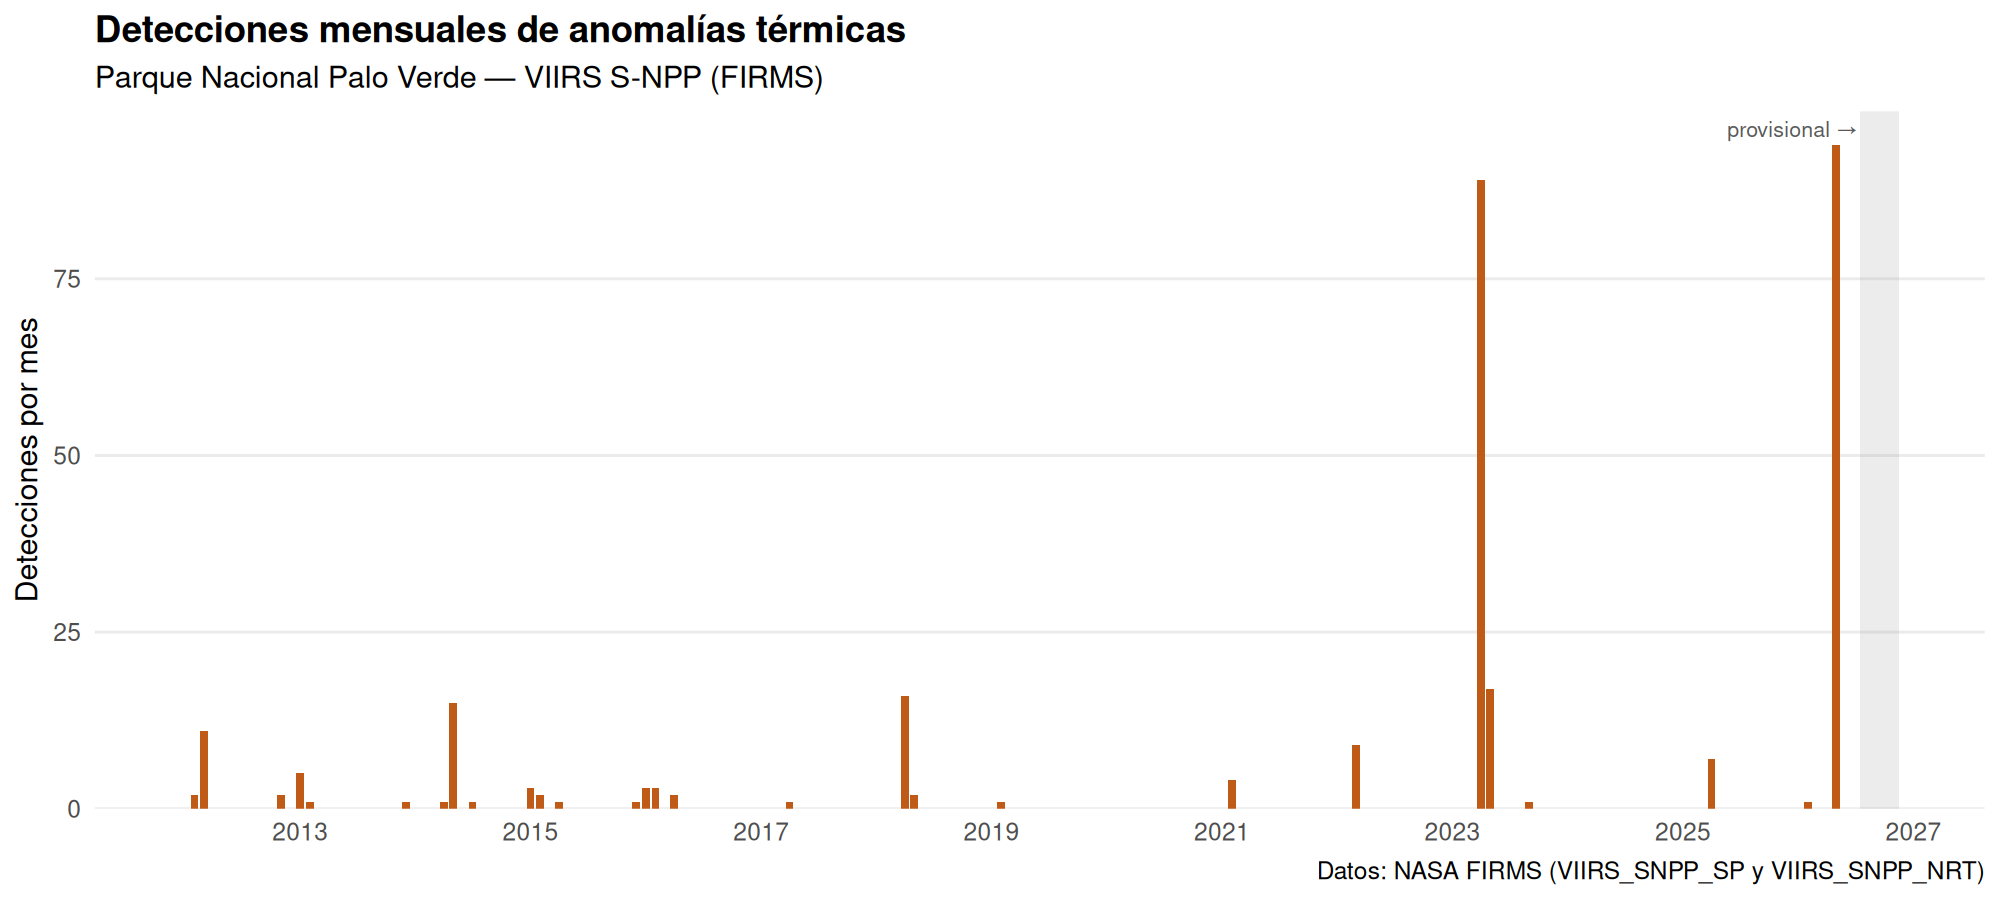 Detecciones mensuales de anomalías térmicas
Parque Nacional Palo Verde — VIIRS S-NPP (FIRMS)
provisional →
Detecciones por mes
75
50
25
0
2013 2015 2017 2019 2021 2023 2025 2027
Datos: NASA FIRMS (VIIRS_SNPP_SP y VIIRS_SNPP_NRT)